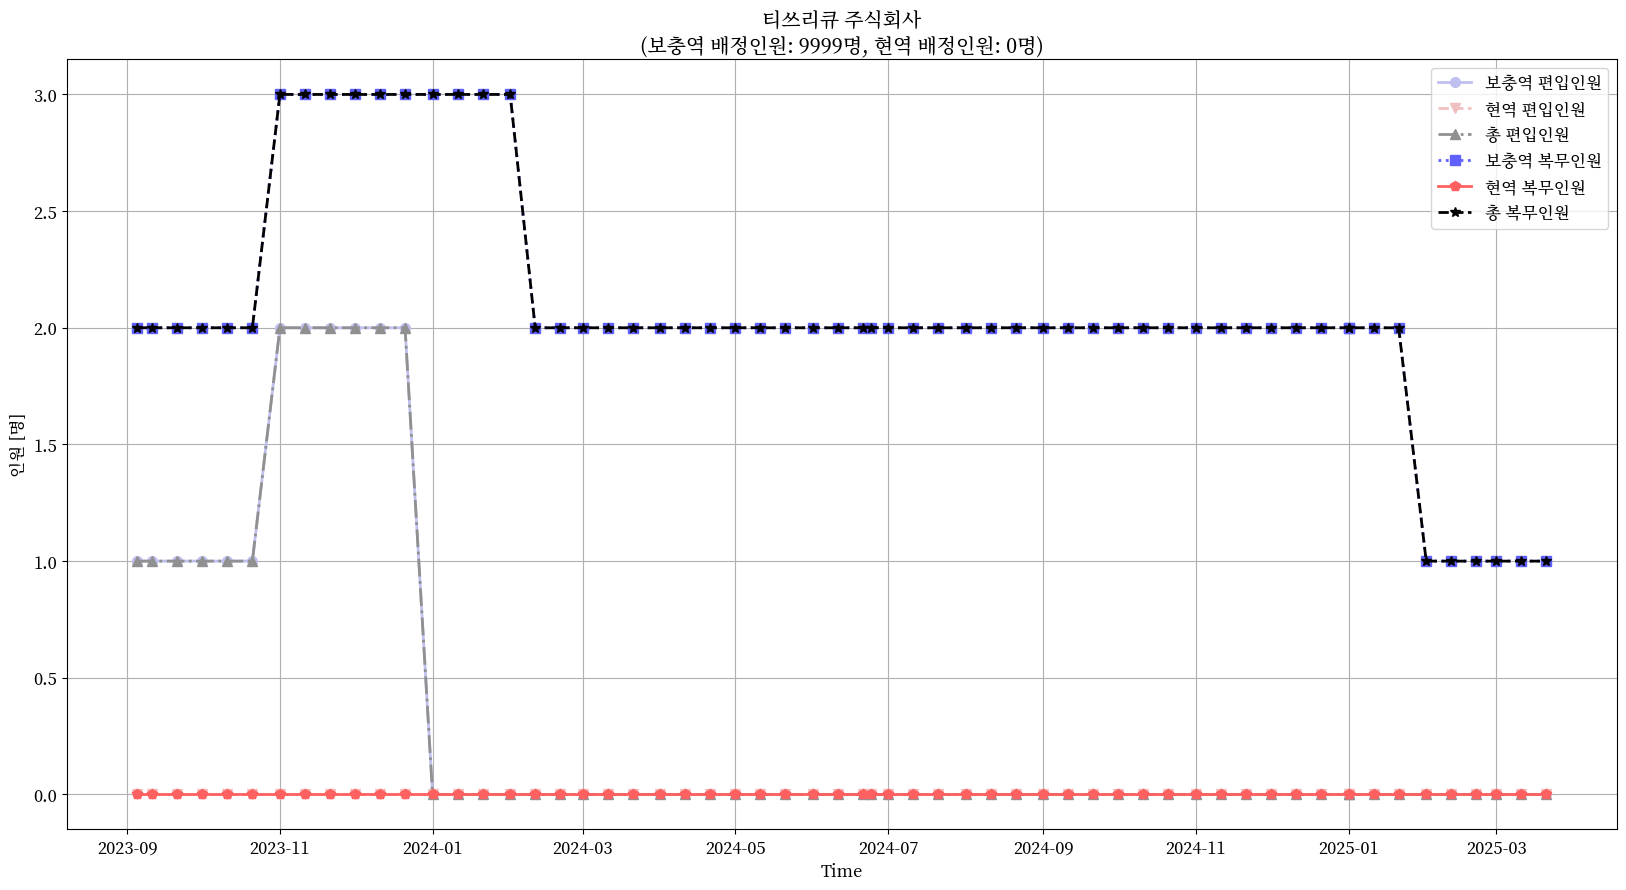 티쓰리큐 주식회사
(보충역 배정인원: 9999명, 현역 배정인원: 0명)
보충역 편입인원
현역 편입인원
총 편입인원
보충역 복무인원
현역 복무인원
총 복무인원
인원 [명]
3.0
2.5
2.0
1.5
1.0
0.5
0.0
2023-09
2023-11
2024-01
2024-03
2024-05
2024-07
2024-09
2024-11
2025-01
2025-03
Time